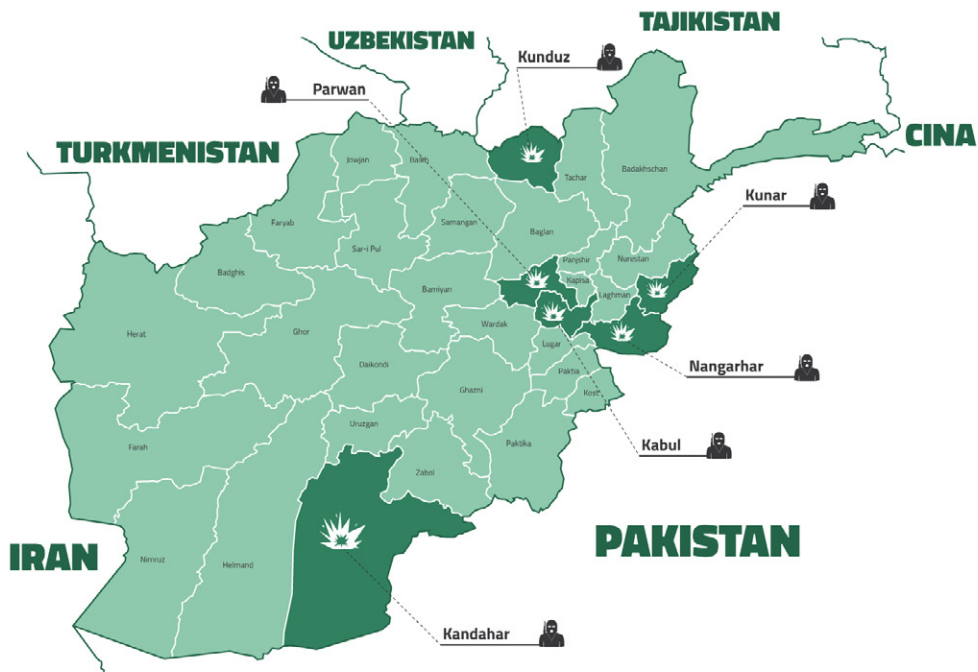 TAJIKISTAN
UZBEKISTAN
Kunduz
Parwan
CINA
TURKMENISTAN
Jowjan
Balkh
Tachar
Badakhschan
Kunar
Faryab
Samangan
Baglan
Sar-i Pul
Panjshir
Nuristan
Badghis
Kapisa
Bamiyan
Laghman
Herat
Ghor
Wardak
Lugar
Daikondi
Paktia
Nangarhar
Ghazni
Kost
Uruzgan
Farah
Paktika
Kabul
Zabni
PAKISTAN
IRAN
Nimruz
Helmand
Kandahar